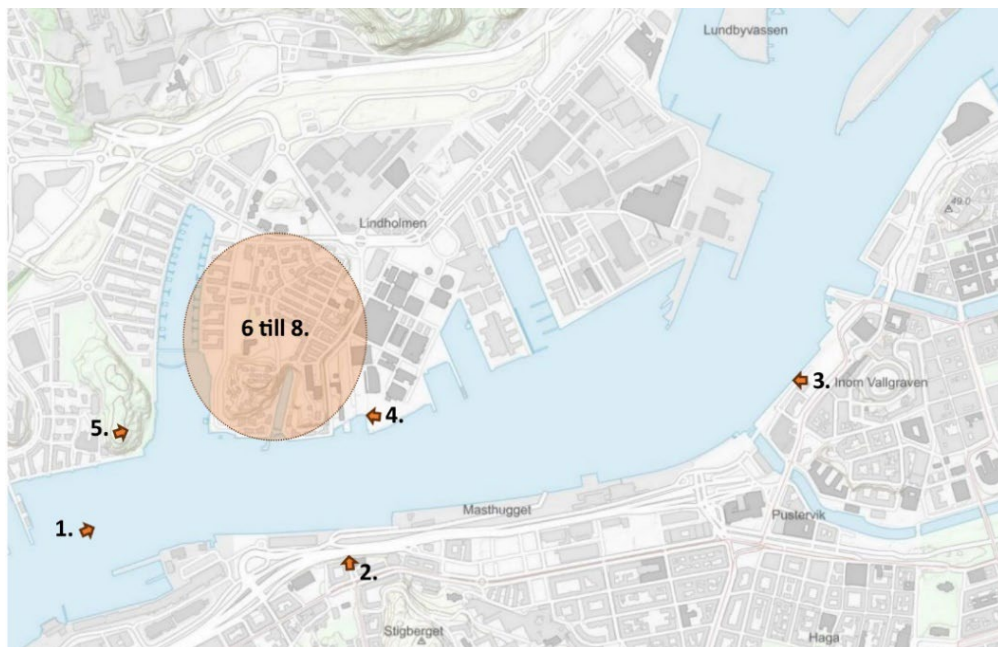 Lundbyvassen
49.0
Lindholmen
6 till 8.
3.
Inom Vallgraven
4.
5.
Masthugget
Pustervik
1.
2.
Stigberget
Haga